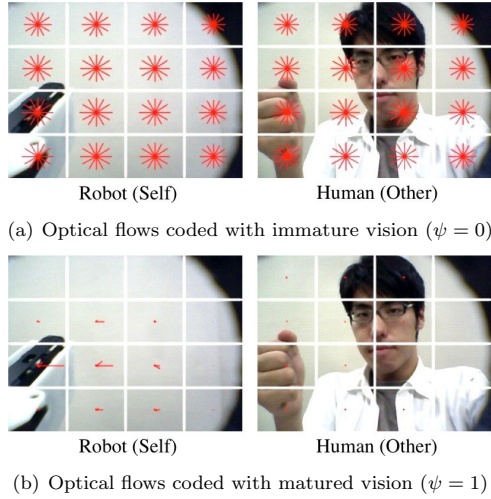 Robot (Self) Human (Other)
(a) Optical flows coded with immature vision (ψ = 0)
Robot (Self) Human (Other)
(b) Optical flows coded with matured vision (ψ = 1)